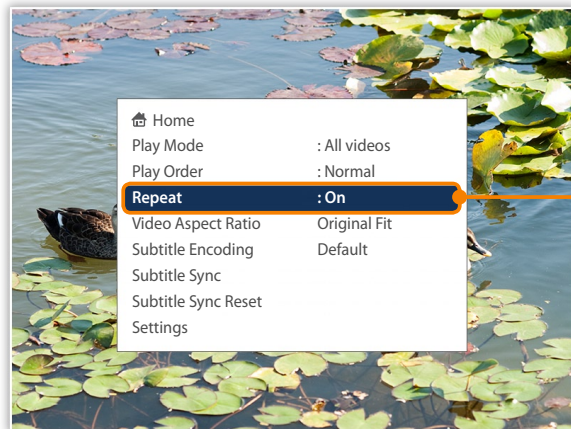 Home
Play Mode : All videos
Play Order : Normal
Repeat : On
Video Aspect Ratio Original Fit
Subtitle Encoding Default
Subtitle Sync
Subtitle Sync Reset
Settings